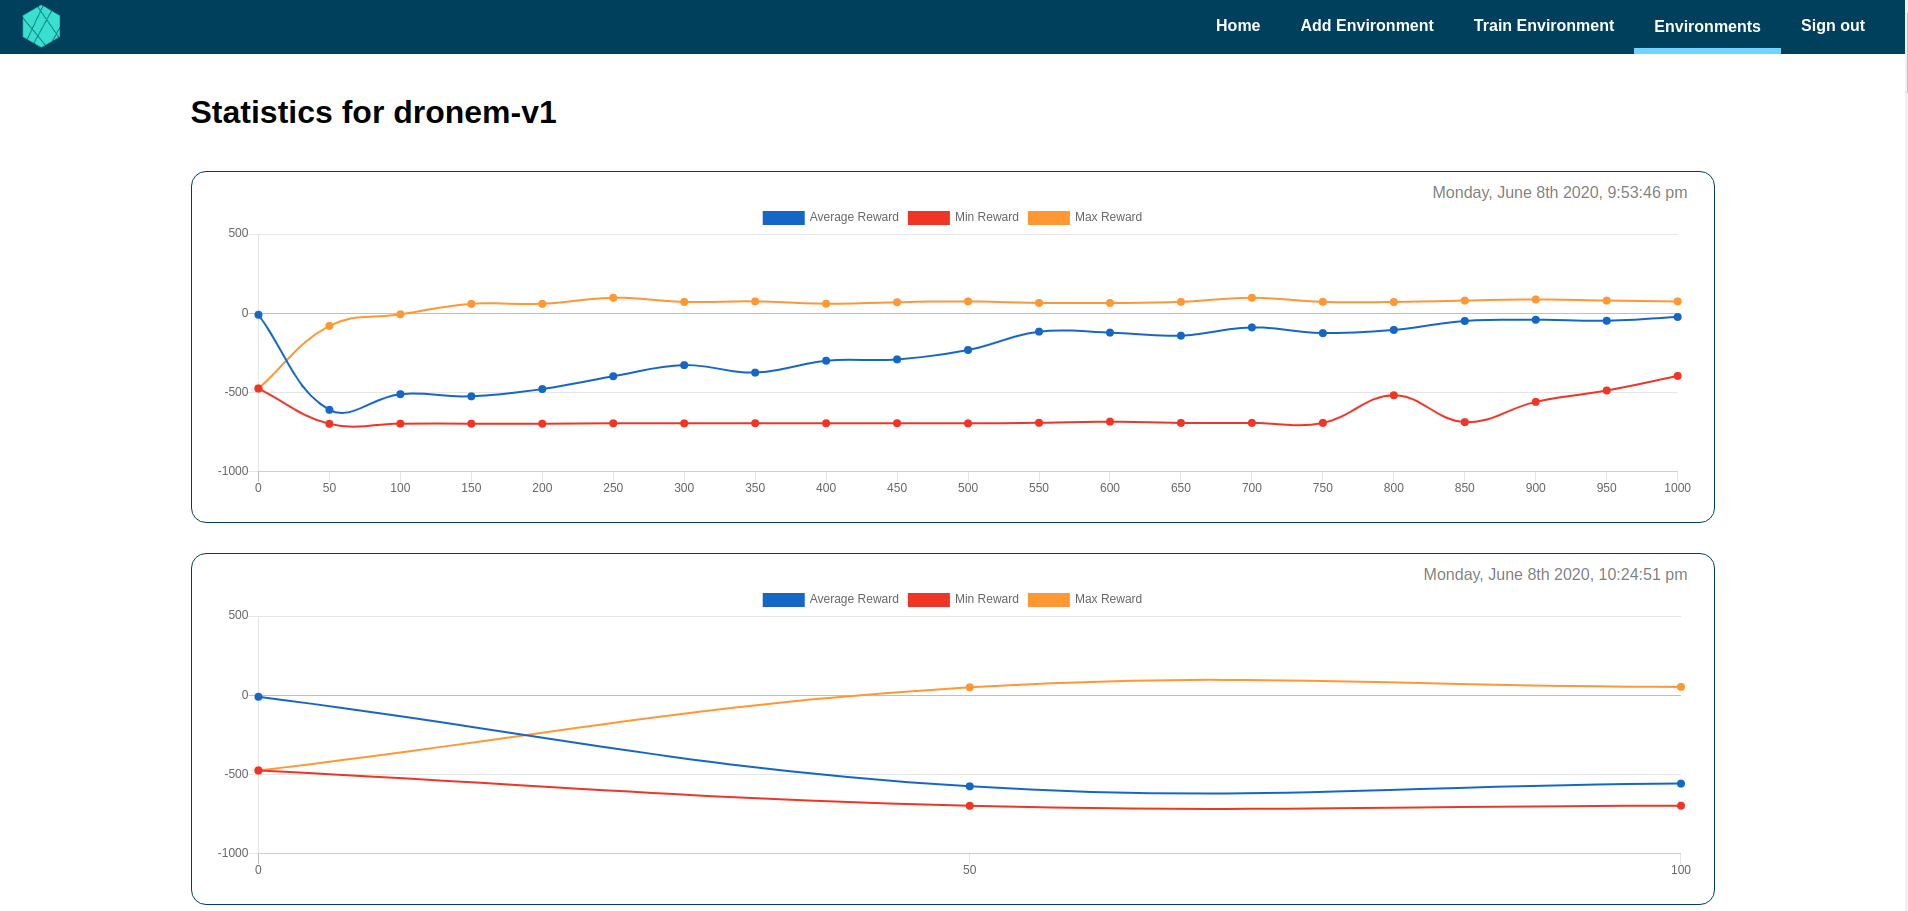 Home Add Environment Train Environment Environments Sign out
Statistics for dronem-v1
Monday, June 8th 2020, 9:53:46 pm
Average Reward Min Reward Max Reward
500
0
-500
-1000
0 50 100 150 200 250 300 350 400 450 500 550 600 650 700 750 800 850 900 950 1000
Monday, June 8th 2020, 10:24:51 pm
Average Reward Min Reward Max Reward
500
0
-500
-1000
0 50 100